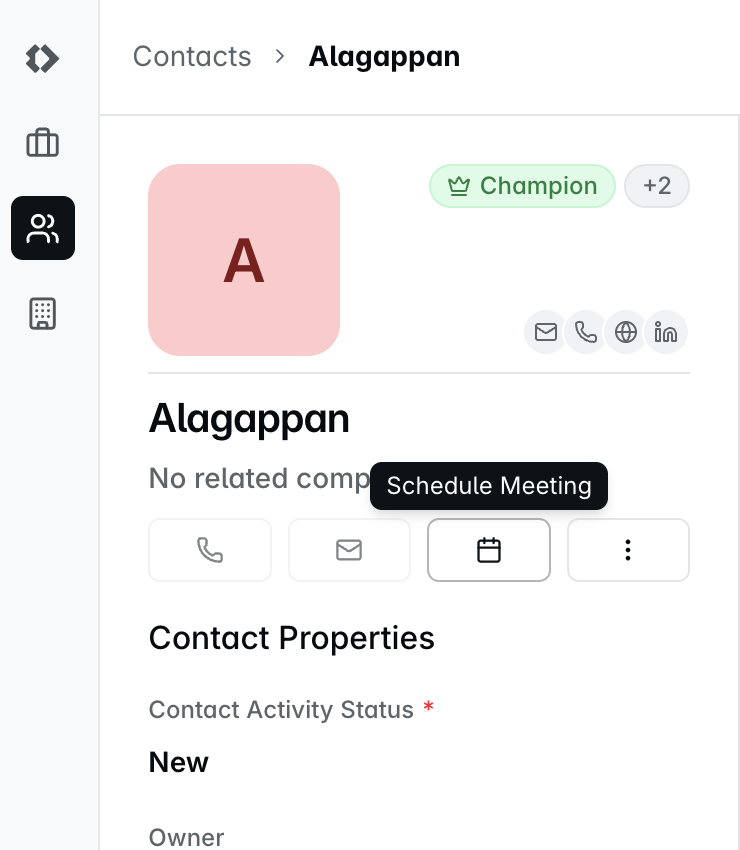 Contacts > Alagappan
Champion +2
A
Alagappan
No related comp
Schedule Meeting
Contact Properties
Contact Activity Status *
New
Owner